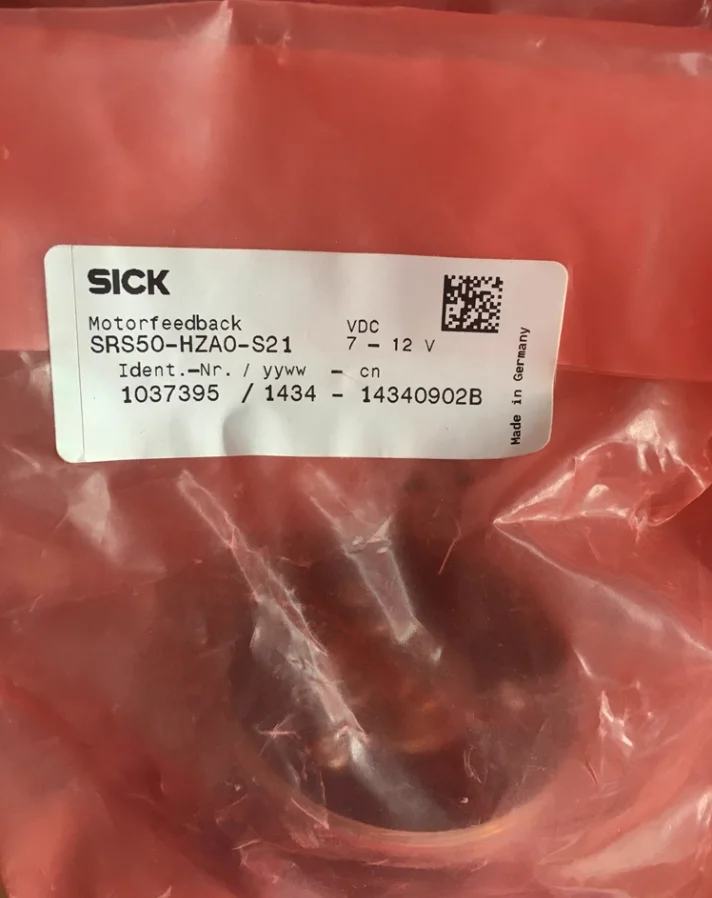 SICK
Motorfeedback VDC
SRS50-HZA0-S21 7 - 12 V
Ident.-Nr. / yyww - cn
1037395 / 1434 - 14340902B
Made in Germany